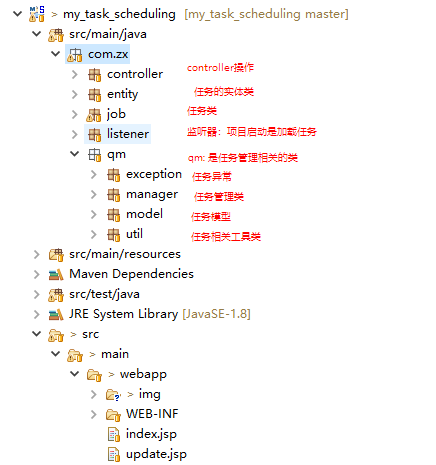 > my_task_scheduling [my_task_scheduling master]
> src/main/java
> com.zx
controller controller操作
entity 任务的实体类
job 任务类
listener 监听器：项目启动是加载任务
qm qm: 是任务管理相关的类
exception 任务异常
manager 任务管理类
model 任务模型
util 任务相关工具类
src/main/resources
Maven Dependencies
> src/test/java
JRE System Library [JavaSE-1.8]
> src
> main
> webapp
> img
WEB-INF
index.jsp
update.jsp